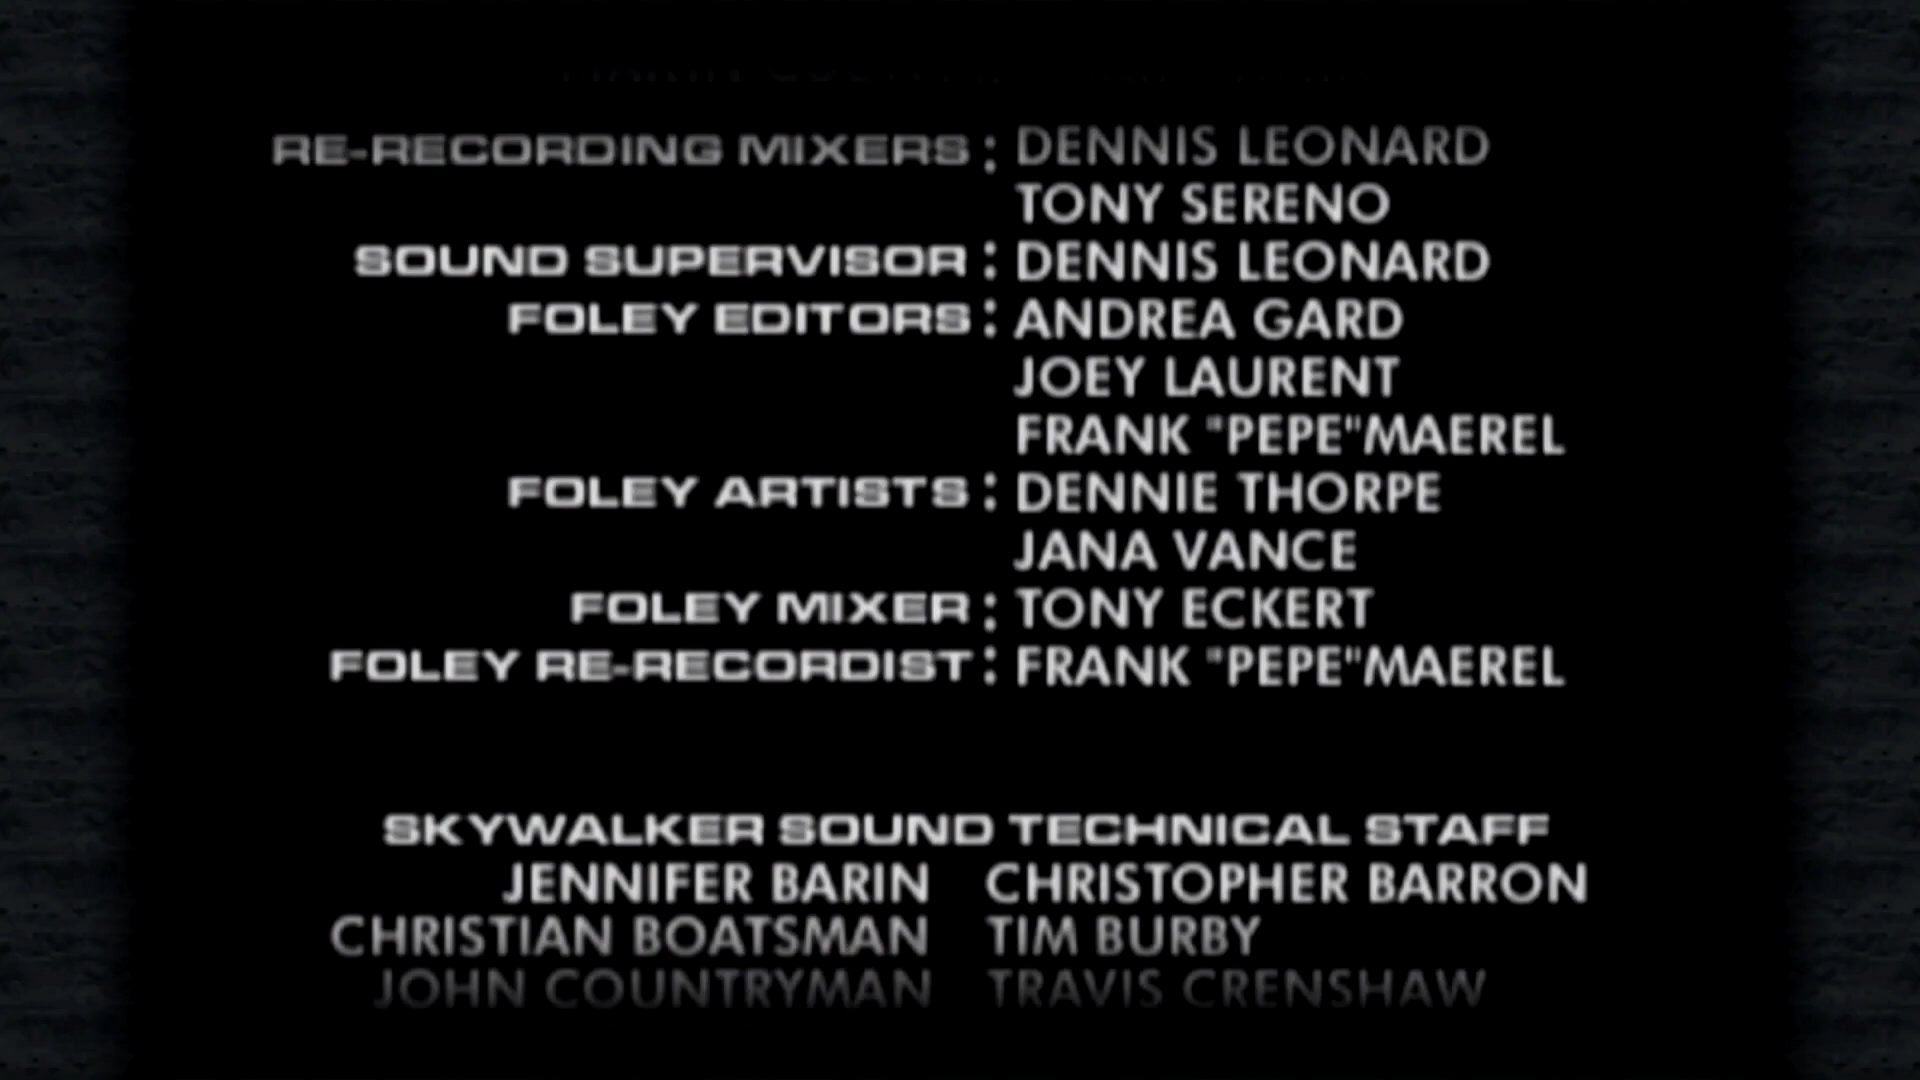 RE-RECORDING MIXERS : DENNIS LEONARD
TONY SERENO
SOUND SUPERVISOR : DENNIS LEONARD
FOLEY EDITORS : ANDREA GARD
JOEY LAURENT
FRANK "PEPE"MAEREL
FOLEY ARTISTS : DENNIE THORPE
JANA VANCE
FOLEY MIXER : TONY ECKERT
FOLEY RE-RECORDIST : FRANK "PEPE"MAEREL
SKYWALKER SOUND TECHNICAL STAFF
JENNIFER BARIN CHRISTOPHER BARRON
CHRISTIAN BOATSMAN TIM BURBY
JOHN COUNTRYMAN TRAVIS CRENSHAW